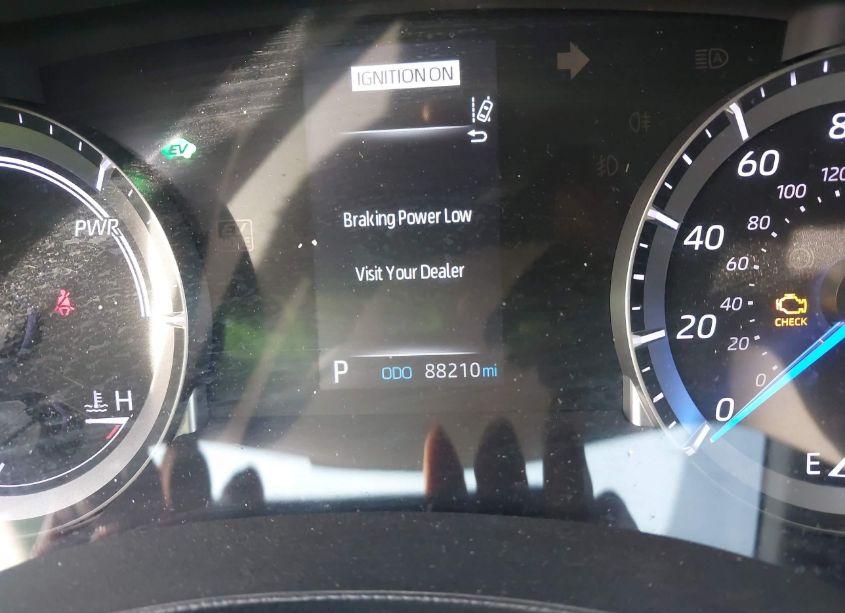 IGNITION ON
EV
Braking Power Low
Visit Your Dealer
P ODO 88210 mi
PWR
H
8
60
40
20
0
120
100
80
60
40
20
0
CHECK
E
A